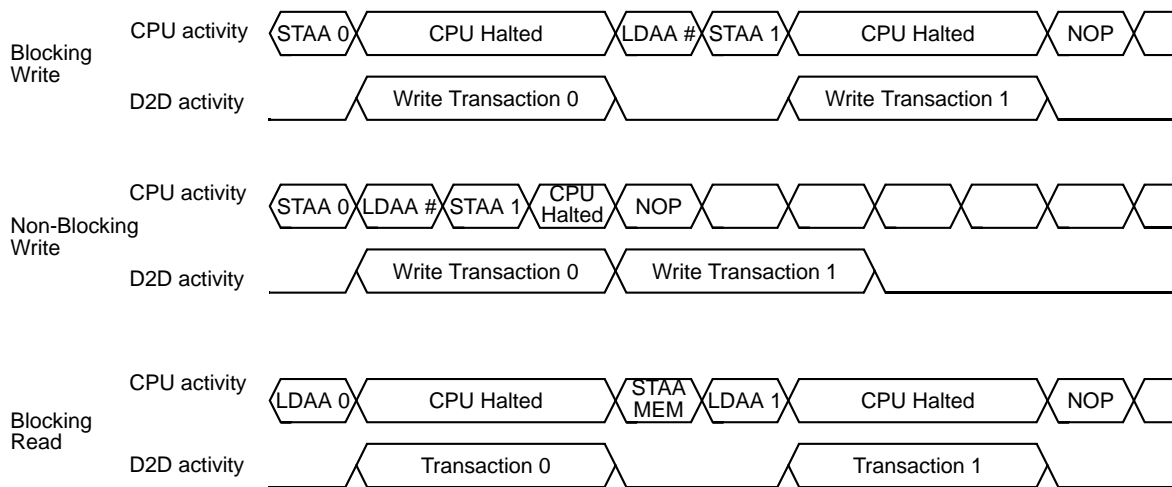 CPU activity STAA 0 CPU Halted LDAA # STAA 1 CPU Halted NOP
Blocking
Write
D2D activity Write Transaction 0 Write Transaction 1
CPU activity STAA 0 LDAA # STAA 1 CPU
Halted NOP
Non-Blocking
Write
D2D activity Write Transaction 0 Write Transaction 1
CPU activity LDAA 0 CPU Halted STAA
MEM LDAA 1 CPU Halted NOP
Blocking
Read
D2D activity Transaction 0 Transaction 1